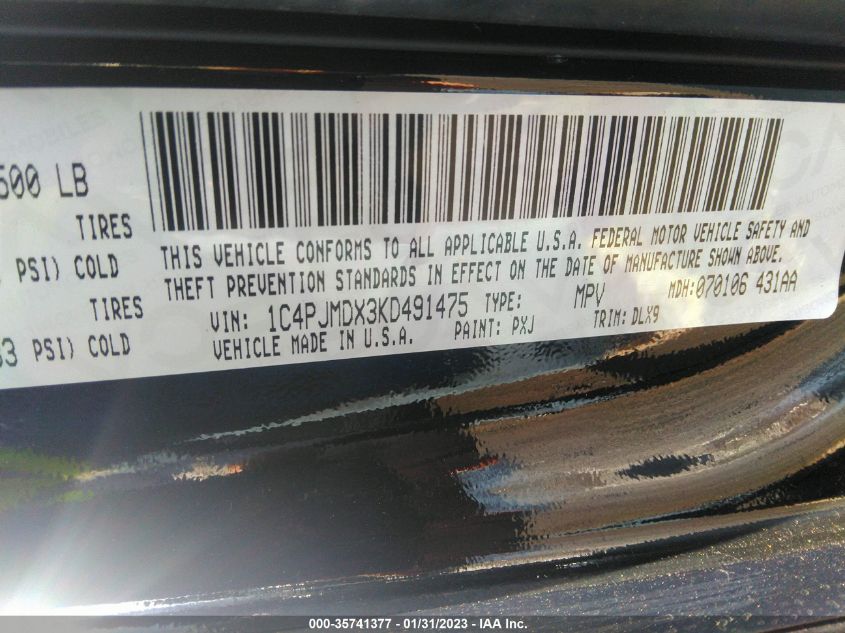 500 LB
TIRES
PSI) COLD
TIRES
33 PSI) COLD
THIS VEHICLE CONFORMS TO ALL APPLICABLE U.S.A. FEDERAL MOTOR VEHICLE SAFETY AND
THEFT PREVENTION STANDARDS IN EFFECT ON THE DATE OF MANUFACTURE SHOWN ABOVE.
VIN: 1C4PJMDX3KD491475 TYPE: MPV MDH:070106 431AA
VEHICLE MADE IN U.S.A. PAINT: PXJ TRIM: DLX9
000-35741377 - 01/31/2023 - IAA Inc.